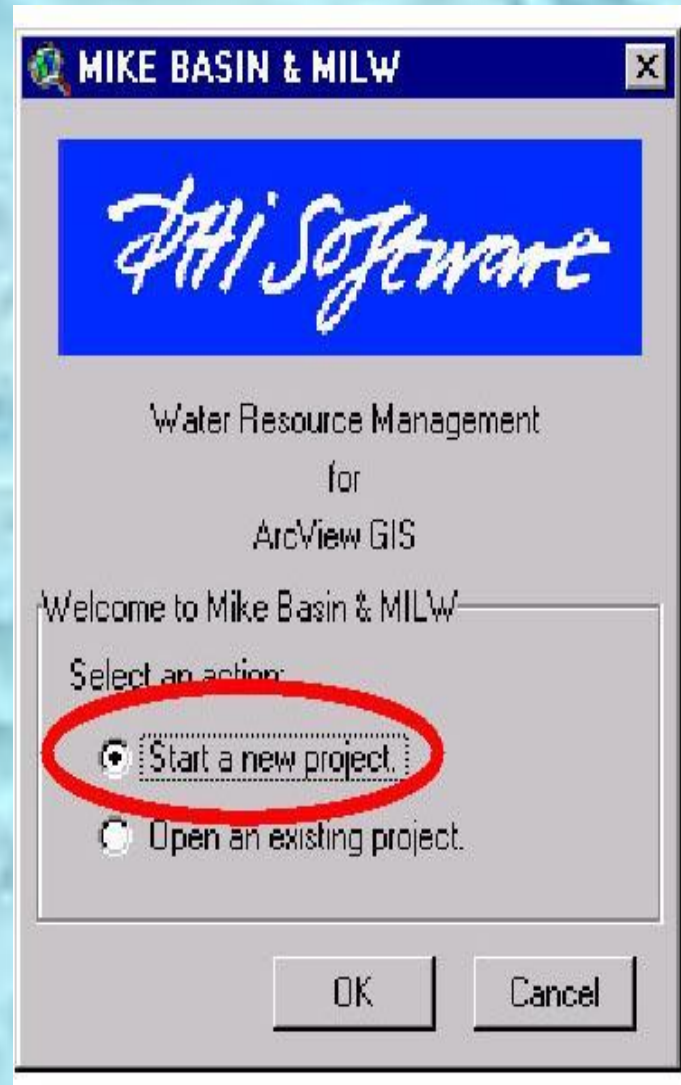 MIKE BASIN & MILW
DHI Software
Water Resource Management
for
ArcView GIS
Welcome to Mike Basin & MILW
Select an action:
Start a new project.
Open an existing project.
OK Cancel